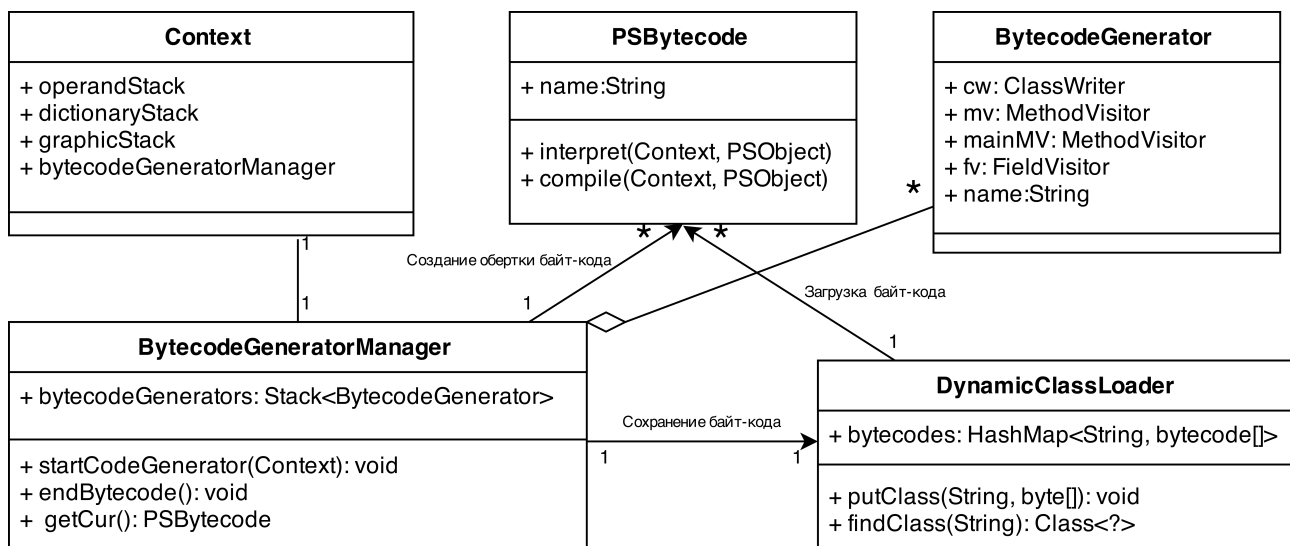 Context
+ operandStack
+ dictionaryStack
+ graphicStack
+ bytecodeGeneratorManager
PSBytecode
+ name:String
+ interpret(Context, PSObject)
+ compile(Context, PSObject)
BytecodeGenerator
+ cw: ClassWriter
+ mv: MethodVisitor
+ mainMV: MethodVisitor
+ fv: FieldVisitor
+ name:String
1
1
Создание обертки байт-кода
*
1
*
*
Загрузка байт-кода
1
BytecodeGeneratorManager
+ bytecodeGenerators: Stack<BytecodeGenerator>
+ startCodeGenerator(Context): void
+ endBytecode(): void
+ getCur(): PSBytecode
Сохранение байт-кода
1
1
DynamicClassLoader
+ bytecodes: HashMap<String, bytecode[]>
+ putClass(String, byte[]): void
+ findClass(String): Class<?>